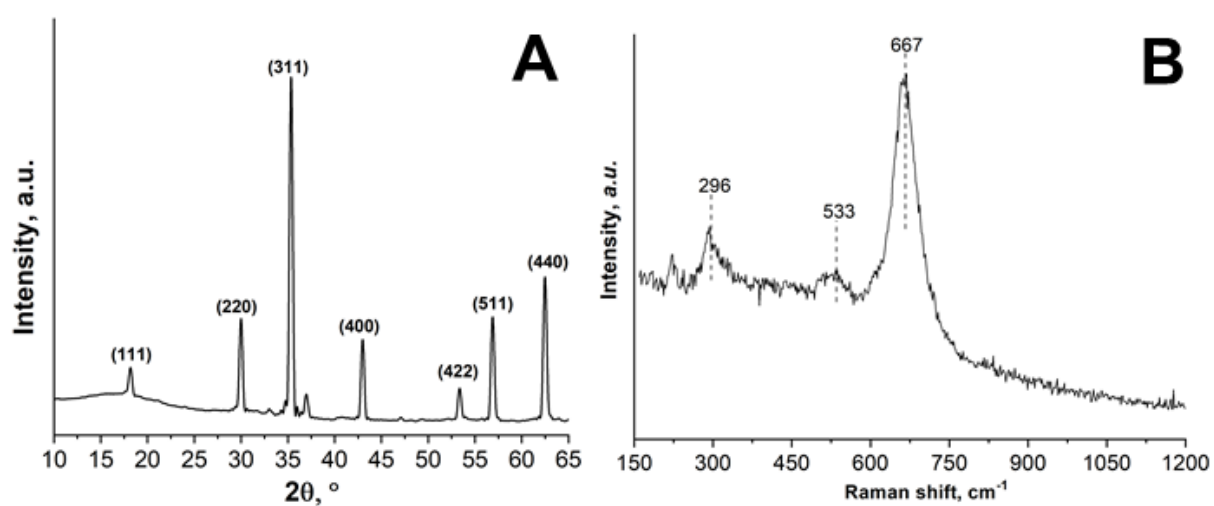 A
(311)
(220)
(111)
(400)
(422)
(511)
(440)
Intensity, a.u.
10 15 20 25 30 35 40 45 50 55 60 65
2θ, °
B
667
296
533
Intensity, a.u.
150 300 450 600 750 900 1050 1200
Raman shift, cm⁻¹